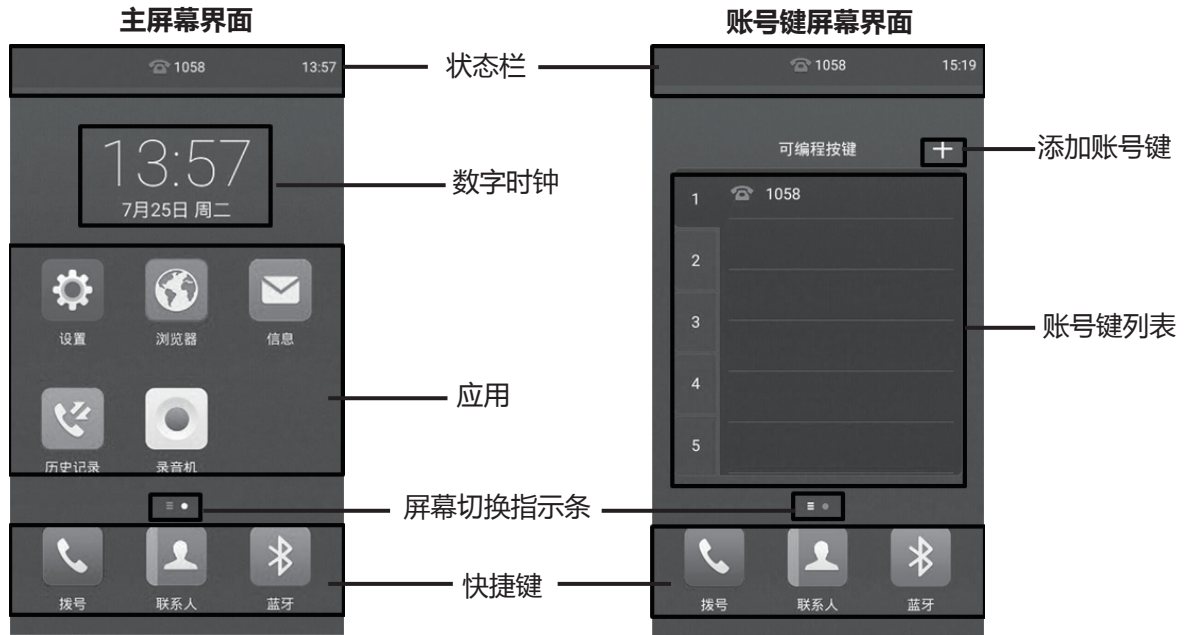 主屏幕界面
账号键屏幕界面
1058
13:57
状态栏
1058
15:19
13:57
7月25日 周二
数字时钟
可编程按键
添加账号键
1
1058
2
3
4
5
账号键列表
设置
浏览器
信息
历史记录
录音机
应用
屏幕切换指示条
拨号
联系人
蓝牙
快捷键
拨号
联系人
蓝牙